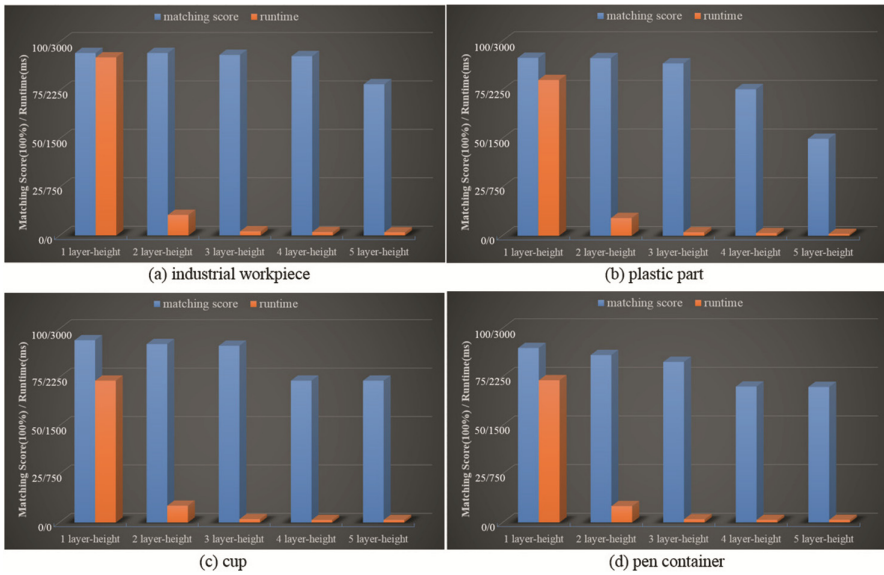 matching score runtime
Matching Score(100%) / Runtime(ms)
100/3000
75/2250
50/1500
25/750
0/0
1 layer-height 2 layer-height 3 layer-height 4 layer-height 5 layer-height
(a) industrial workpiece
matching score runtime
Matching Score(100%) / Runtime(ms)
100/3000
75/2250
50/1500
25/750
0/0
1 layer-height 2 layer-height 3 layer-height 4 layer-height 5 layer-height
(b) plastic part
matching score runtime
Matching Score(100%) / Runtime(ms)
100/3000
75/2250
50/1500
25/750
0/0
1 layer-height 2 layer-height 3 layer-height 4 layer-height 5 layer-height
(c) cup
matching score runtime
Matching Score(100%) / Runtime(ms)
100/3000
75/2250
50/1500
25/750
0/0
1 layer-height 2 layer-height 3 layer-height 4 layer-height 5 layer-height
(d) pen container